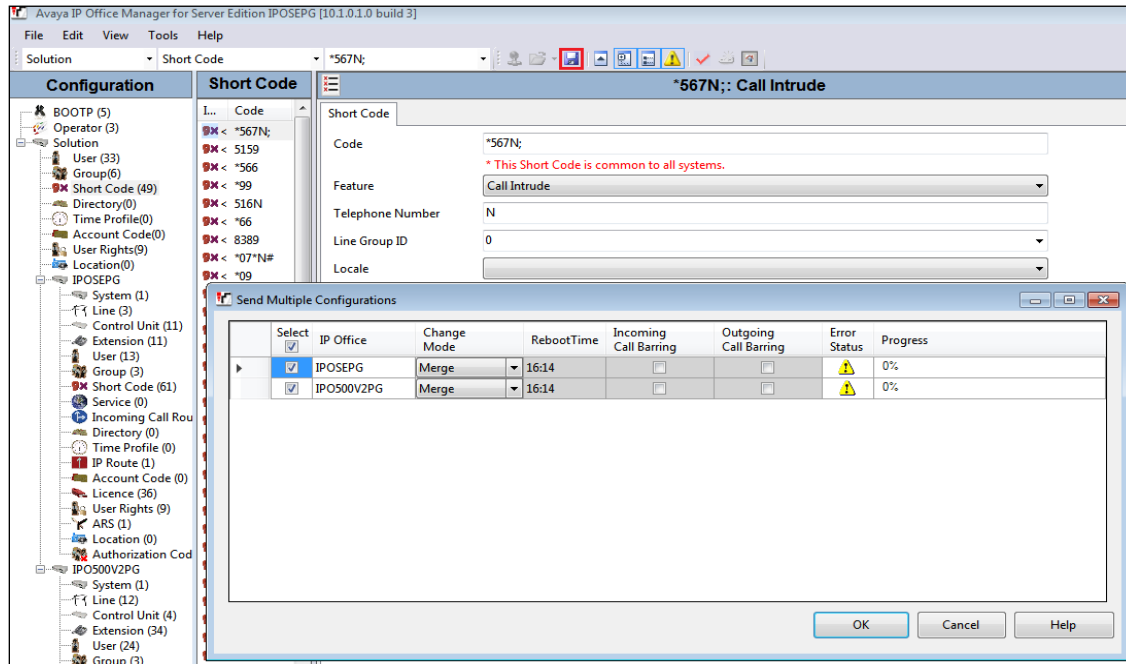 Avaya IP Office Manager for Server Edition IPOSEPG [10.1.0.1.0 build 3]
File Edit View Tools Help
Solution Short Code *567N;
Configuration
BOOTP (5)
Operator (3)
Solution
User (33)
Group(6)
Short Code (49)
Directory(0)
Time Profile(0)
Account Code(0)
User Rights(9)
Location(0)
IPOSEPG
System (1)
Line (3)
Control Unit (11)
Extension (11)
User (13)
Group (3)
Short Code (61)
Service (0)
Incoming Call Rou
Directory (0)
Time Profile (0)
IP Route (1)
Account Code (0)
Licence (36)
User Rights (9)
ARS (1)
Location (0)
Authorization Cod
IPO500V2PG
System (1)
Line (12)
Control Unit (4)
Extension (34)
User (24)
Group (3)
Short Code
I... Code
*567N;
5159
*566
*99
516N
*66
8389
*07*N#
*09
*567N;: Call Intrude
Short Code
Code *567N;
* This Short Code is common to all systems.
Feature Call Intrude
Telephone Number N
Line Group ID 0
Locale
Send Multiple Configurations
Select IP Office Change Mode RebootTime Incoming Call Barring Outgoing Call Barring Error Status Progress
IPOSEPG Merge 16:14 0%
IPO500V2PG Merge 16:14 0%
OK Cancel Help